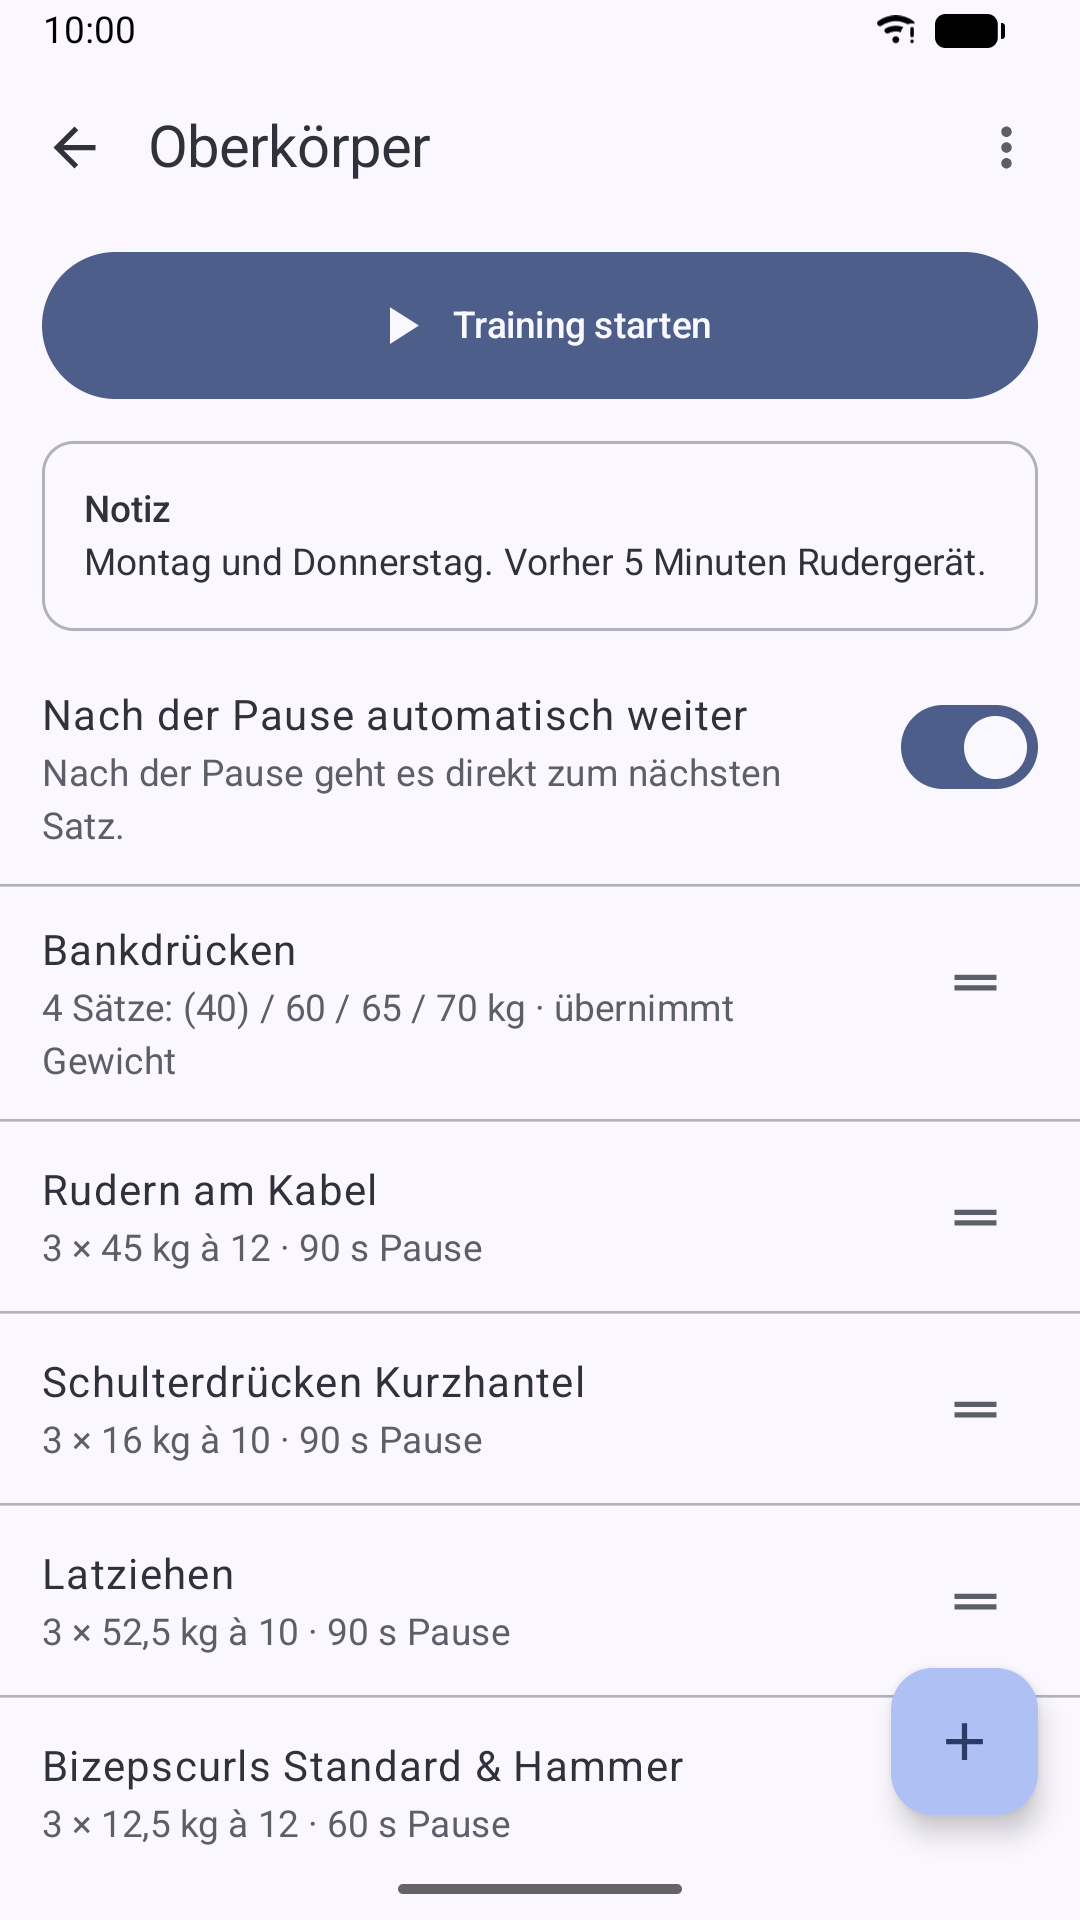 10:00
Oberkörper
Training starten
Notiz
Montag und Donnerstag. Vorher 5 Minuten Rudergerät.
Nach der Pause automatisch weiter
Nach der Pause geht es direkt zum nächsten
Satz.
Bankdrücken
4 Sätze: (40) / 60 / 65 / 70 kg · übernimmt
Gewicht
Rudern am Kabel
3 × 45 kg à 12 · 90 s Pause
Schulterdrücken Kurzhantel
3 × 16 kg à 10 · 90 s Pause
Latziehen
3 × 52,5 kg à 10 · 90 s Pause
Bizepscurls Standard & Hammer
3 × 12,5 kg à 12 · 60 s Pause